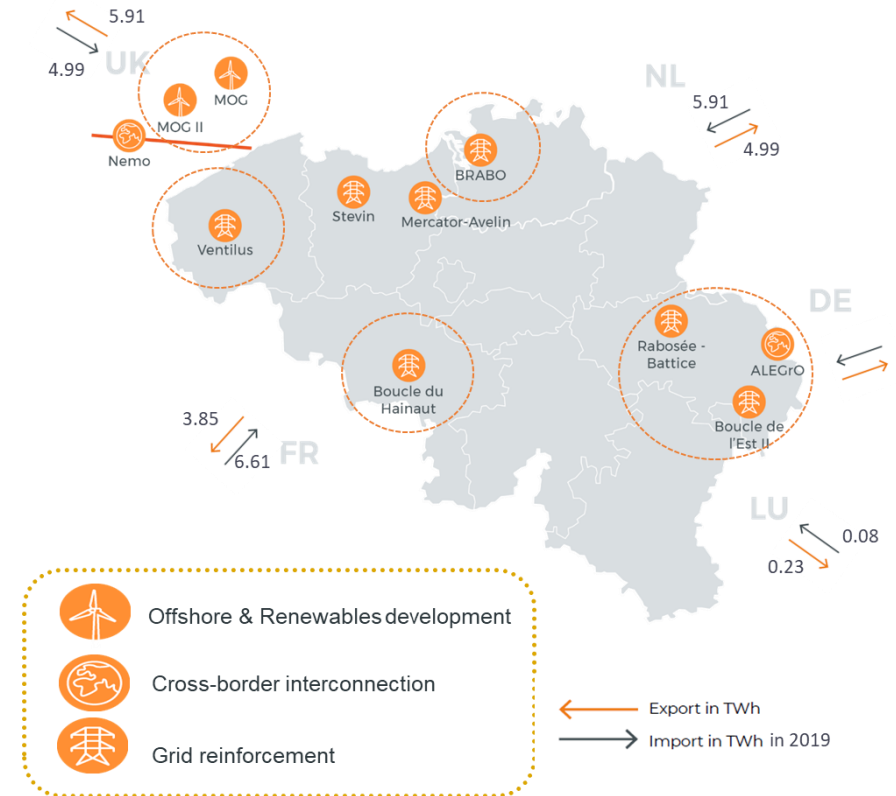 5.91
UK
4.99
MOG
MOG II
Nemo
NL
5.91
4.99
BRABO
Stevin
Mercator-Avelin
Ventilus
DE
Rabosée -
Battice
ALEGrO
Boucle du
Hainaut
Boucle de
l'Est II
3.85
6.61
FR
LU
0.08
0.23
Offshore & Renewables development
Cross-border interconnection
Grid reinforcement
Export in TWh
Import in TWh in 2019